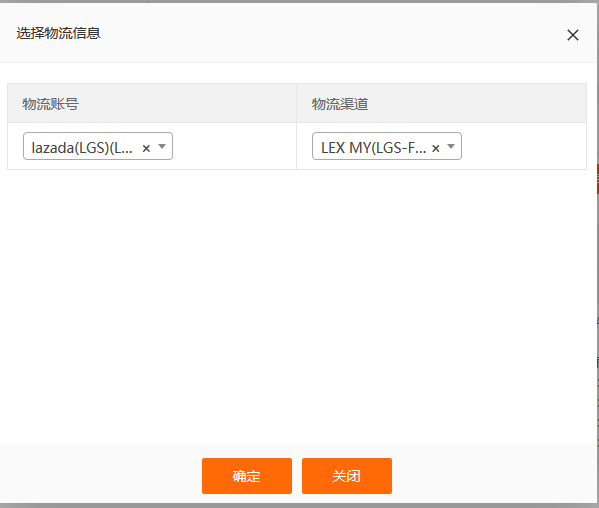 选择物流信息
物流账号 物流渠道
lazada(LGS)(L... × LEX MY(LGS-F... ×
确定 关闭